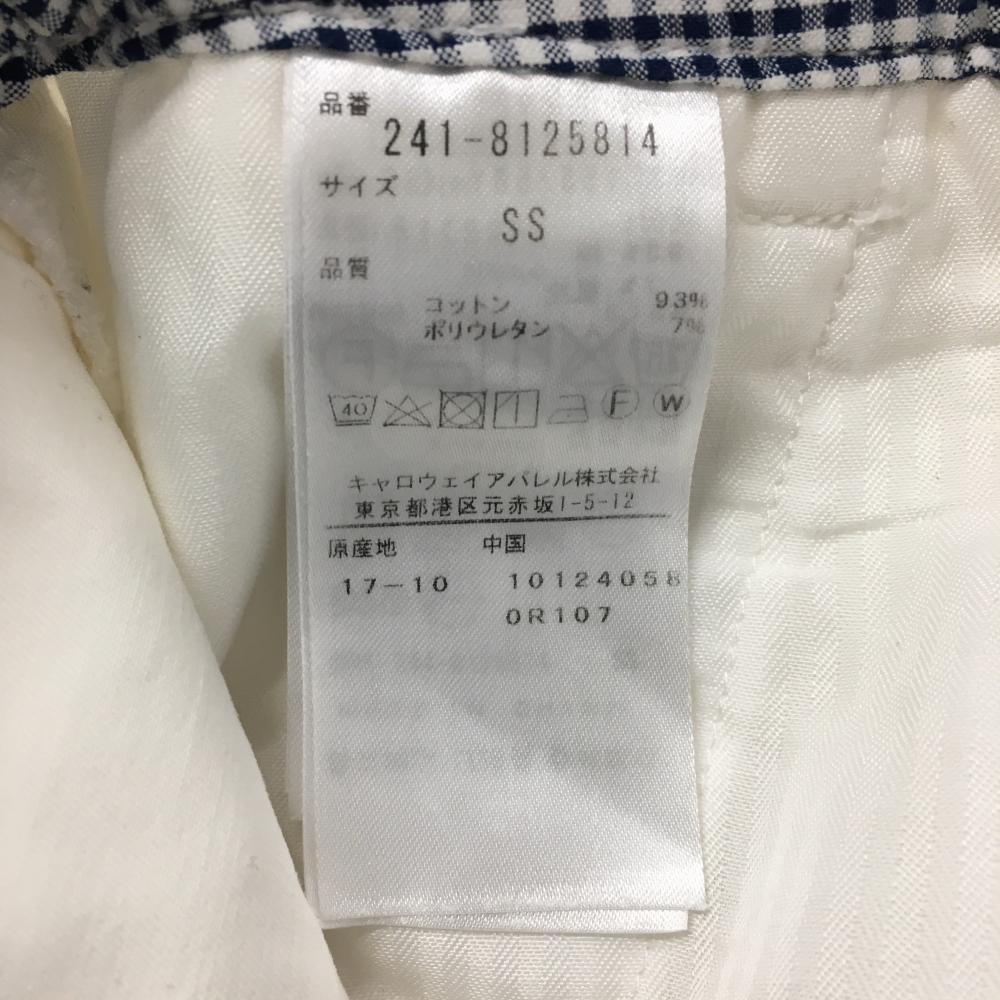 品番
241-8125814
サイズ
SS
品質
コットン 93%
ポリウレタン 7%
40 F W
キャロウェイアパレル株式会社
東京都港区元赤坂1-5-12
原産地 中国
17-10 10124058
0R107